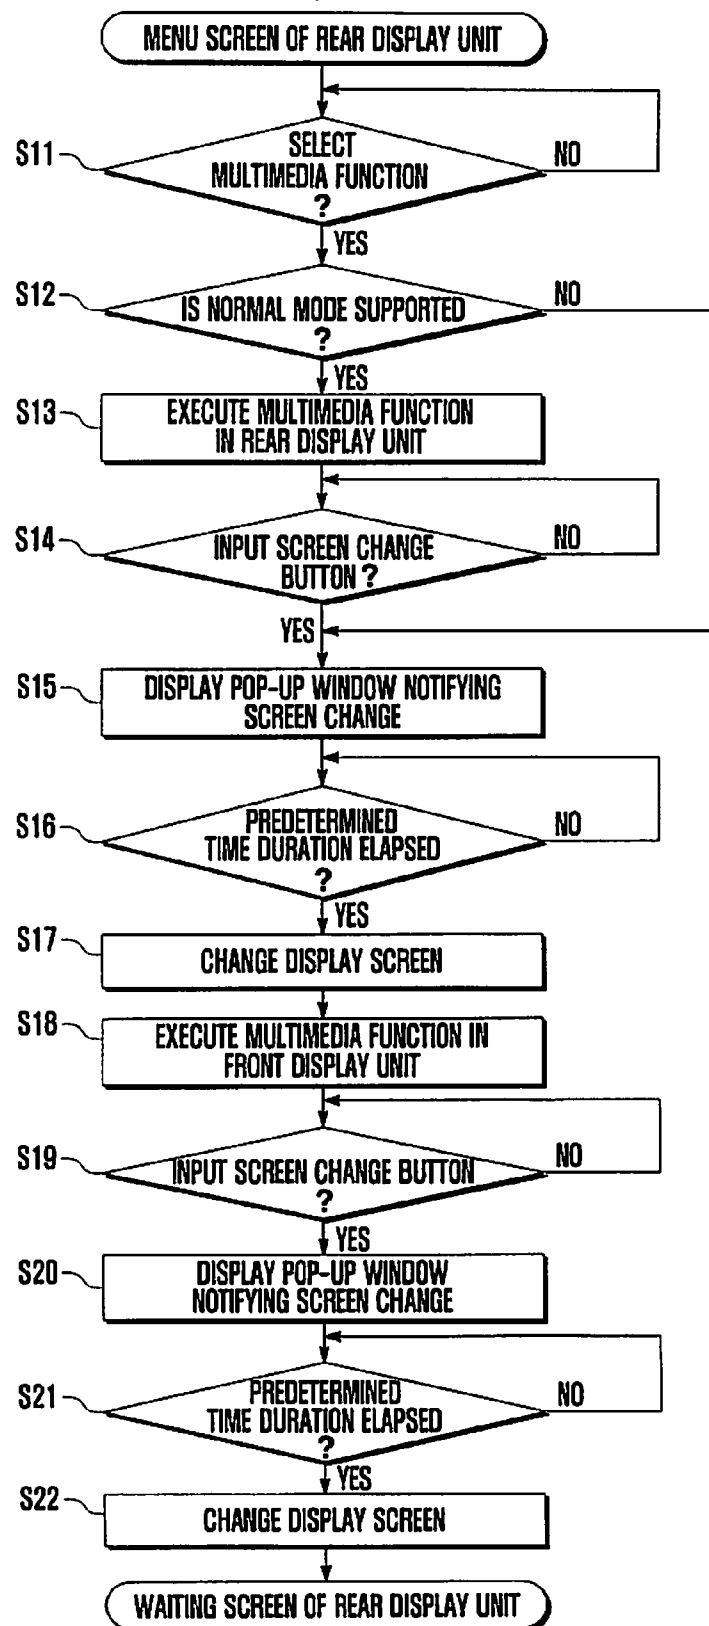 MENU SCREEN OF REAR DISPLAY UNIT
S11
SELECT
MULTIMEDIA FUNCTION
?
NO
YES
S12
IS NORMAL MODE SUPPORTED
?
NO
YES
S13
EXECUTE MULTIMEDIA FUNCTION
IN REAR DISPLAY UNIT
S14
INPUT SCREEN CHANGE
BUTTON ?
NO
YES
S15
DISPLAY POP-UP WINDOW NOTIFYING
SCREEN CHANGE
S16
PREDETERMINED
TIME DURATION ELAPSED
?
NO
YES
S17
CHANGE DISPLAY SCREEN
S18
EXECUTE MULTIMEDIA FUNCTION IN
FRONT DISPLAY UNIT
S19
INPUT SCREEN CHANGE BUTTON
?
NO
YES
S20
DISPLAY POP-UP WINDOW
NOTIFYING SCREEN CHANGE
S21
PREDETERMINED
TIME DURATION ELAPSED
?
NO
YES
S22
CHANGE DISPLAY SCREEN
WAITING SCREEN OF REAR DISPLAY UNIT